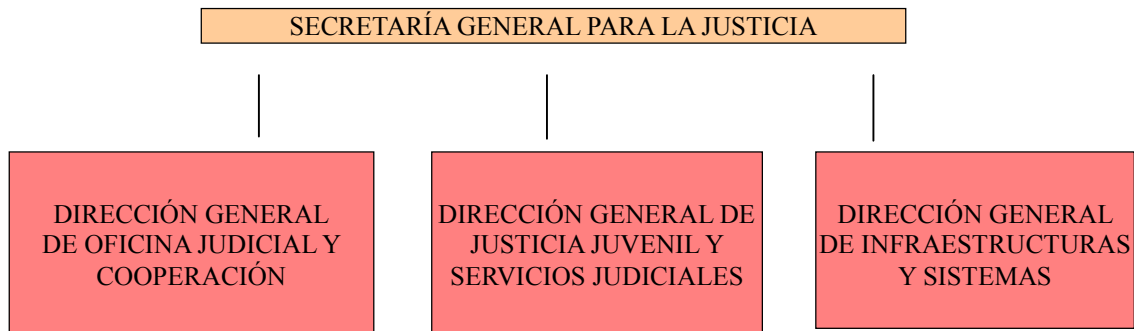 SECRETARÍA GENERAL PARA LA JUSTICIA
DIRECCIÓN GENERAL
DE OFICINA JUDICIAL Y
COOPERACIÓN
DIRECCIÓN GENERAL DE
JUSTICIA JUVENIL Y
SERVICIOS JUDICIALES
DIRECCIÓN GENERAL
DE INFRAESTRUCTURAS
Y SISTEMAS